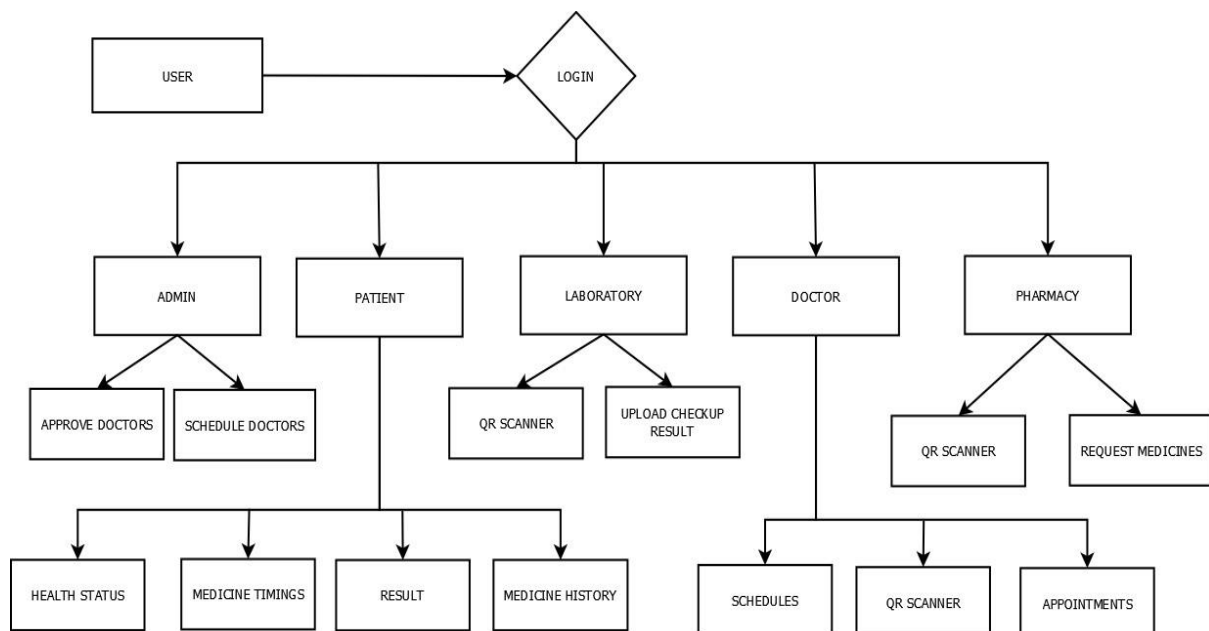 USER
LOGIN
ADMIN
PATIENT
LABORATORY
DOCTOR
PHARMACY
APPROVE DOCTORS
SCHEDULE DOCTORS
QR SCANNER
UPLOAD CHECKUP
RESULT
QR SCANNER
REQUEST MEDICINES
HEALTH STATUS
MEDICINE TIMINGS
RESULT
MEDICINE HISTORY
SCHEDULES
QR SCANNER
APPOINTMENTS